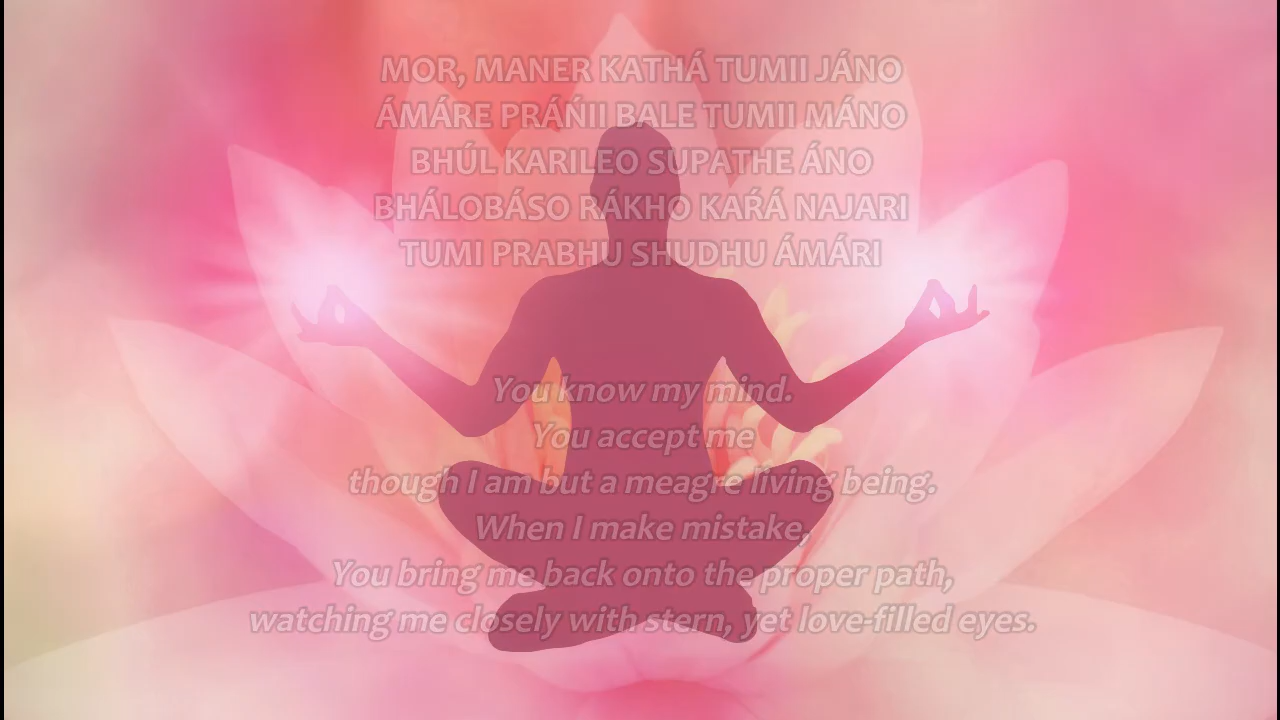 MOR, MANER KATHÁ TUMII JÁNO
ÁMÁRE PRÁŃII BALE TUMII MÁNO
BHÚL KARILEO SUPATHE ÁNO
BHÁLOBÁSO RÁKHO KAŔÁ NAJARI
TUMI PRABHU SHUDHU ÁMÁRI
You know my mind.
You accept me
though I am but a meagre living being.
When I make mistake,
You bring me back onto the proper path,
watching me closely with stern, yet love-filled eyes.